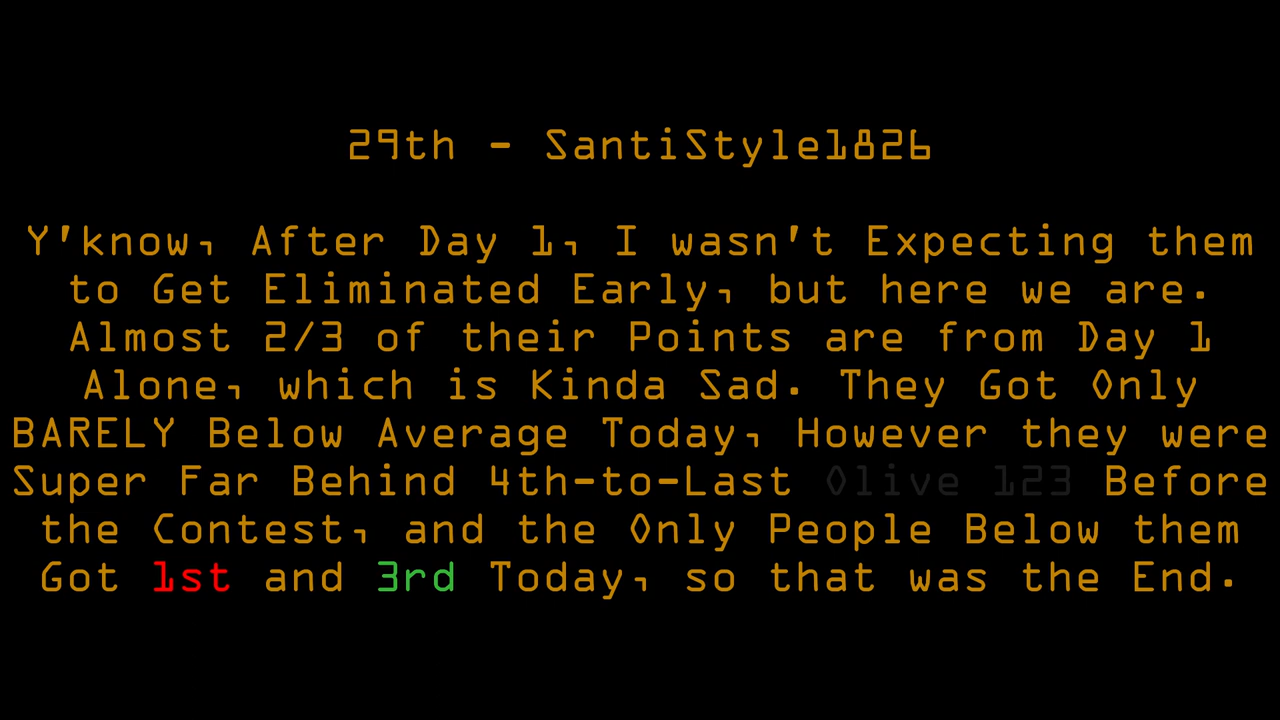 29th - SantiStyle1826
Y'know, After Day 1, I wasn't Expecting them
to Get Eliminated Early, but here we are.
Almost 2/3 of their Points are from Day 1
Alone, which is Kinda Sad. They Got Only
BARELY Below Average Today, However they were
Super Far Behind 4th-to-Last Olive 123 Before
the Contest, and the Only People Below them
Got 1st and 3rd Today, so that was the End.